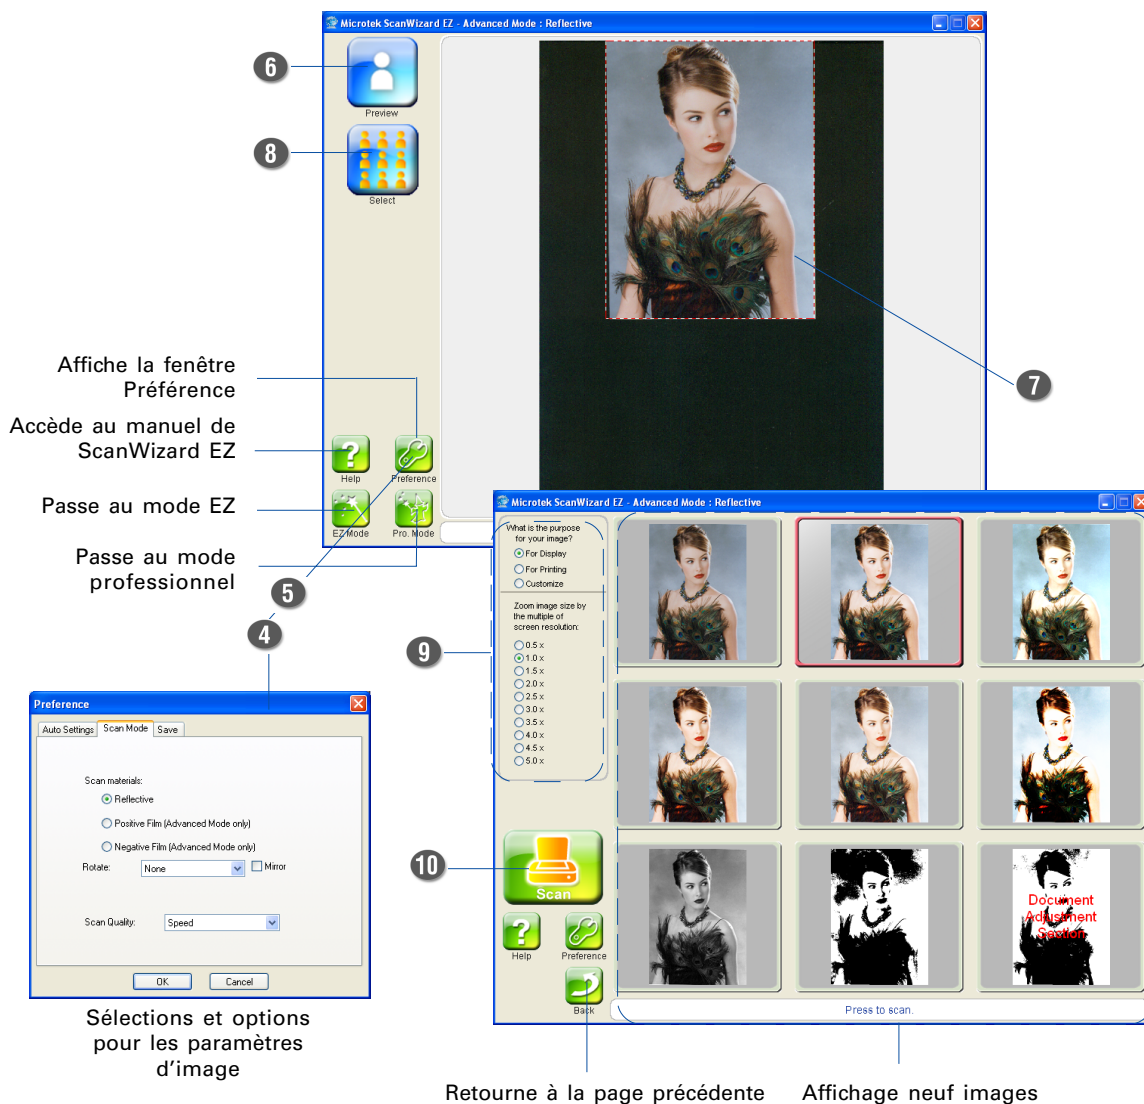 Microtek ScanWizard EZ - Advanced Mode : Reflective
6
Preview
8
Select
7
Affiche la fenêtre
Préférence
Accède au manuel de
ScanWizard EZ
Passe au mode EZ
Passe au mode
professionnel
Help
Preference
EZ Mode
Pro. Mode
5
4
Microtek ScanWizard EZ - Advanced Mode : Reflective
What is the purpose
for your image?
For Display
For Printing
Customize
Zoom image size by
the multiple of
screen resolution:
0.5 x
1.0 x
1.5 x
2.0 x
2.5 x
3.0 x
3.5 x
4.0 x
4.5 x
5.0 x
9
10
Scan
Help
Preference
Back
Document
Adjustment
Section
Press to scan.
Preference
Auto Settings
Scan Mode
Save
Scan materials:
Reflective
Positive Film (Advanced Mode only)
Negative Film (Advanced Mode only)
Rotate:
None
Mirror
Scan Quality:
Speed
OK
Cancel
Sélections et options
pour les paramètres
d'image
Retourne à la page précédente
Affichage neuf images